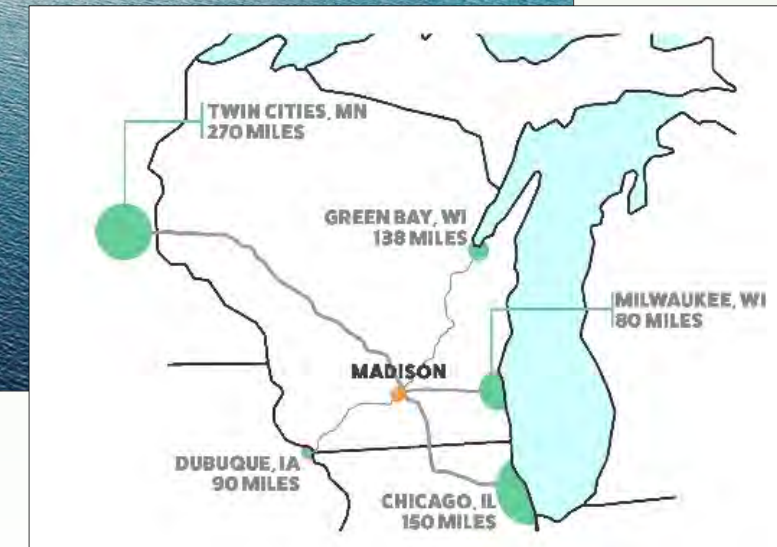 TWIN CITIES, MN
270 MILES
GREEN BAY, WI
138 MILES
MILWAUKEE, WI
80 MILES
MADISON
DUBUQUE, IA
90 MILES
CHICAGO, IL
150 MILES